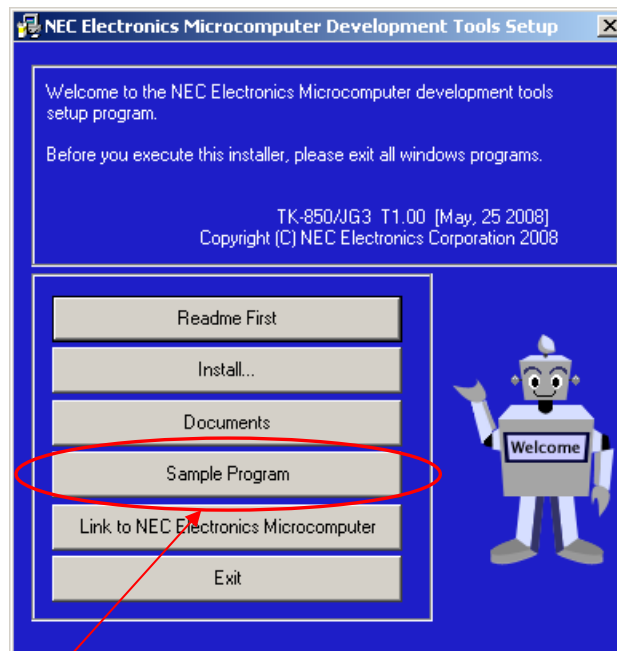 NEC Electronics Microcomputer Development Tools Setup
Welcome to the NEC Electronics Microcomputer development tools
setup program.
Before you execute this installer, please exit all windows programs.
TK-850/JG3 T1.00 [May, 25 2008]
Copyright (C) NEC Electronics Corporation 2008
Readme First
Install...
Documents
Welcome
Sample Program
Link to NEC Electronics Microcomputer
Exit